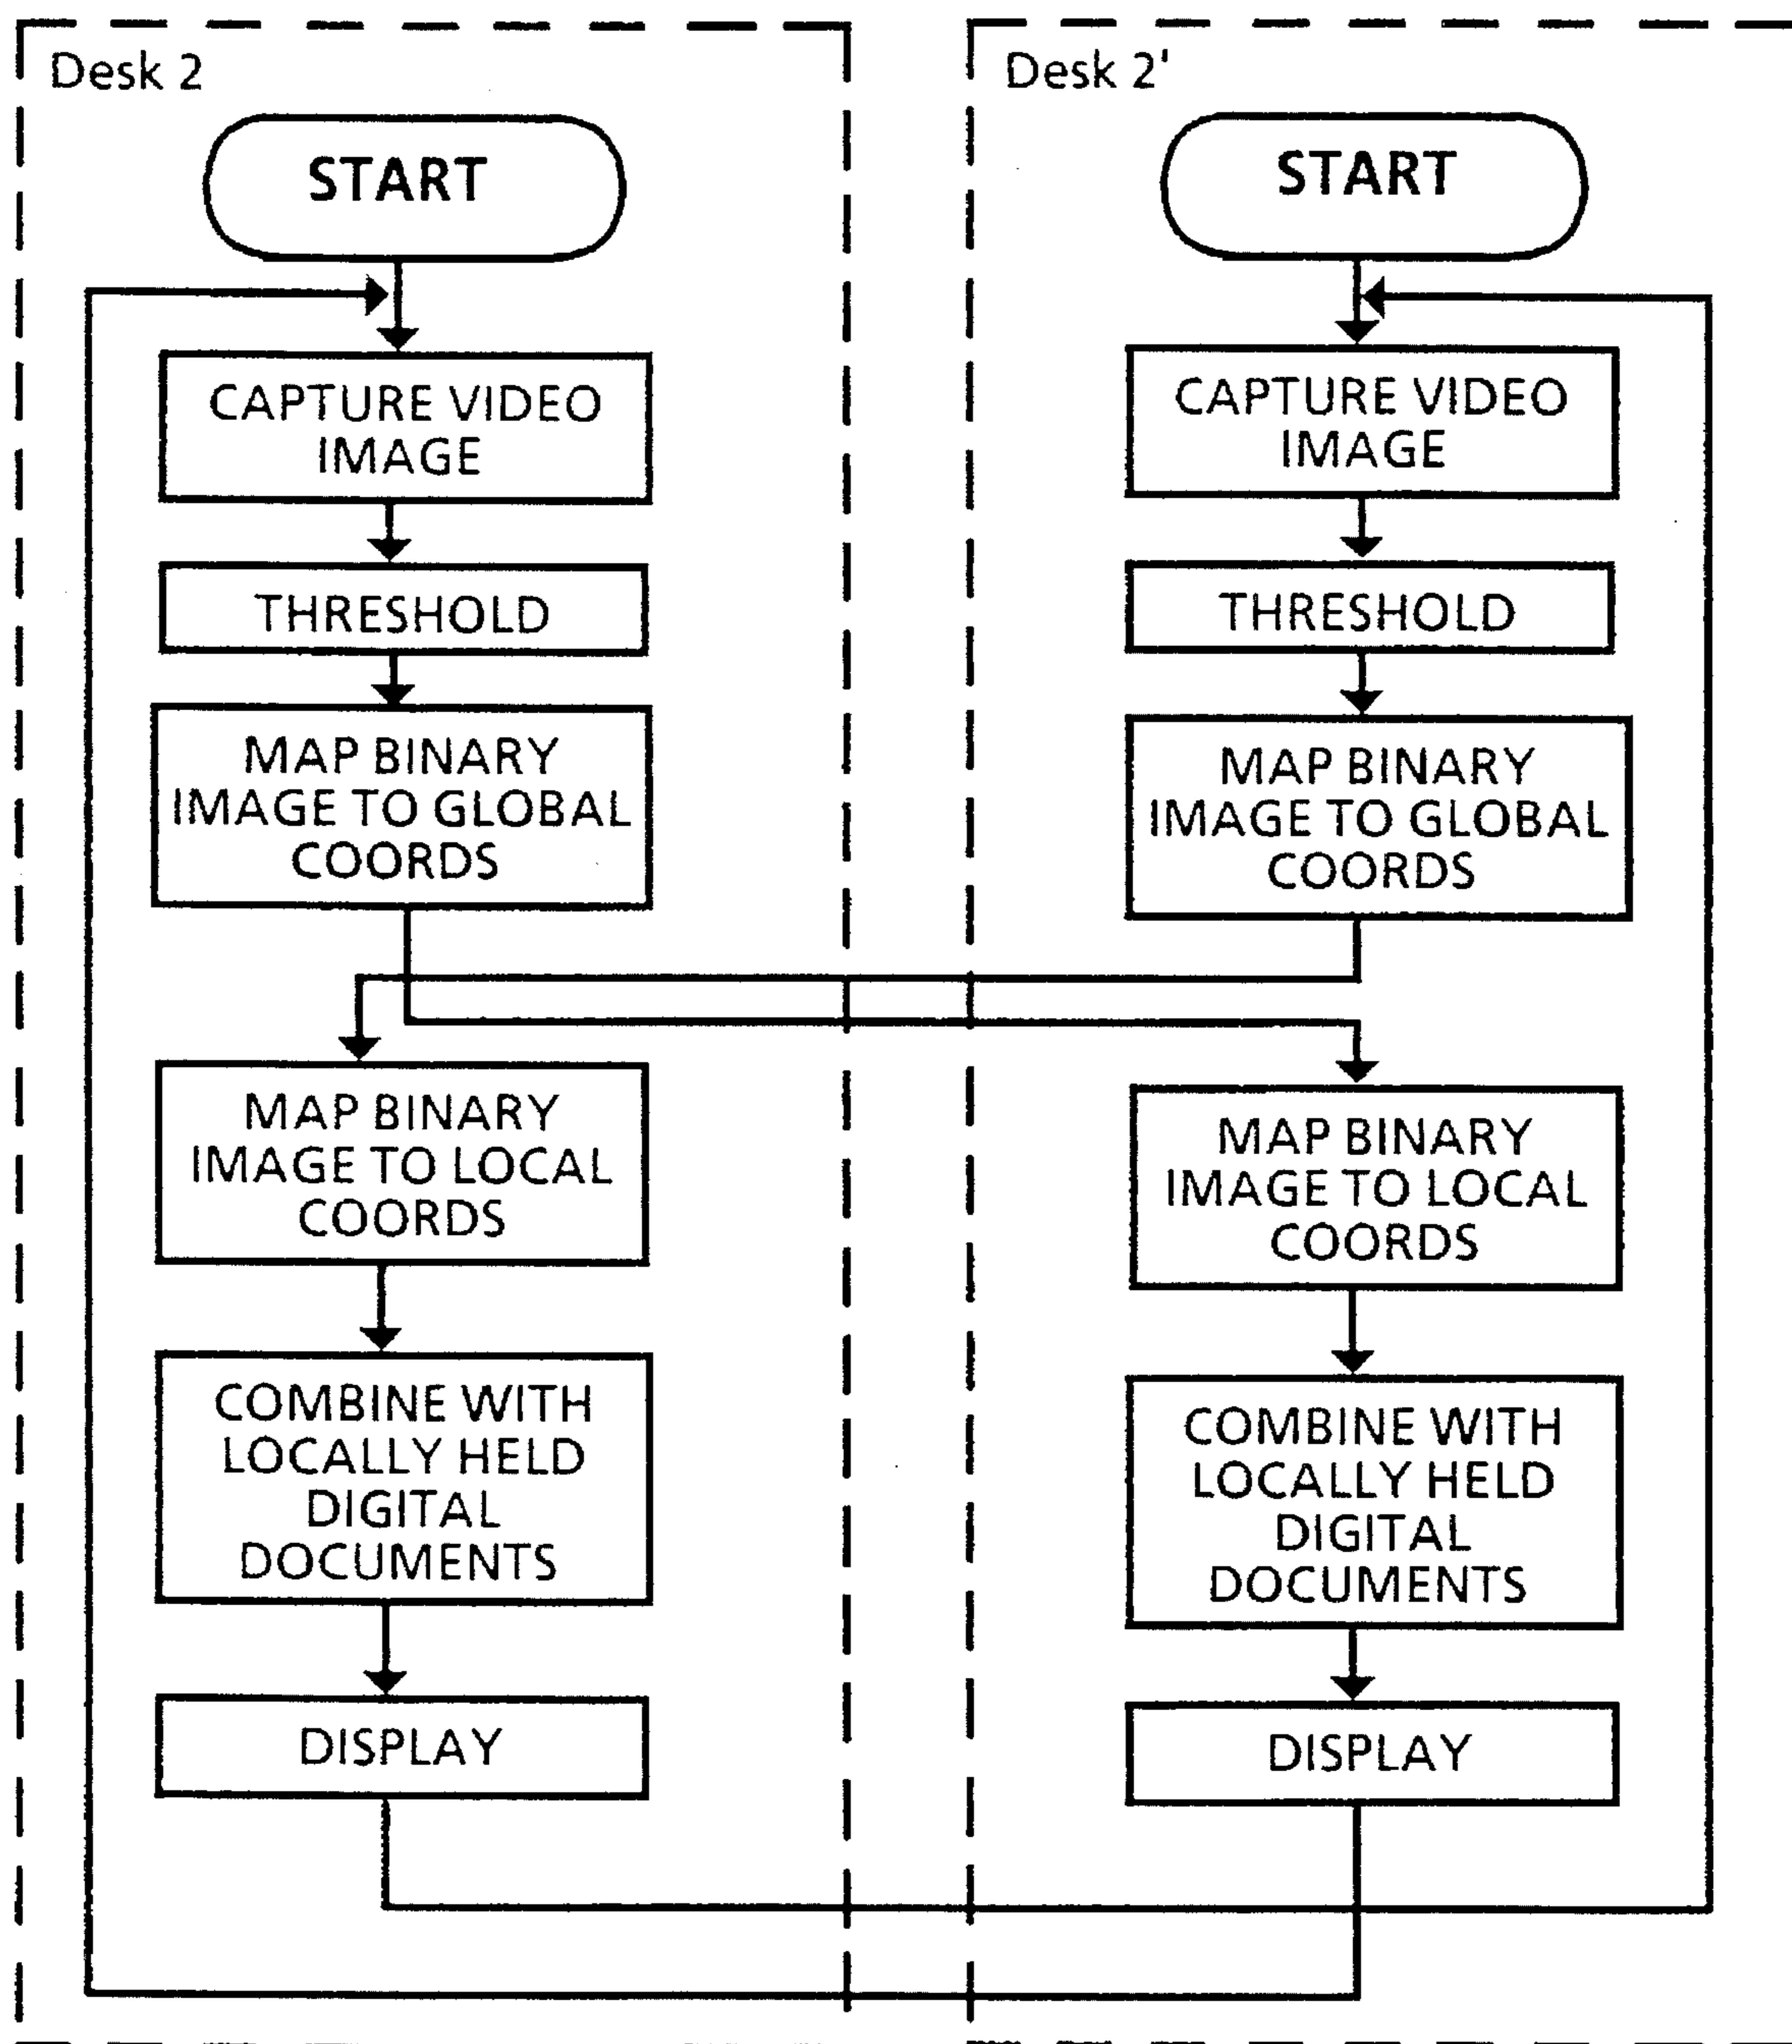 Desk 2
START
CAPTURE VIDEO
IMAGE
THRESHOLD
MAP BINARY
IMAGE TO GLOBAL
COORDS
MAP BINARY
IMAGE TO LOCAL
COORDS
COMBINE WITH
LOCALLY HELD
DIGITAL
DOCUMENTS
DISPLAY
Desk 2'
START
CAPTURE VIDEO
IMAGE
THRESHOLD
MAP BINARY
IMAGE TO GLOBAL
COORDS
MAP BINARY
IMAGE TO LOCAL
COORDS
COMBINE WITH
LOCALLY HELD
DIGITAL
DOCUMENTS
DISPLAY